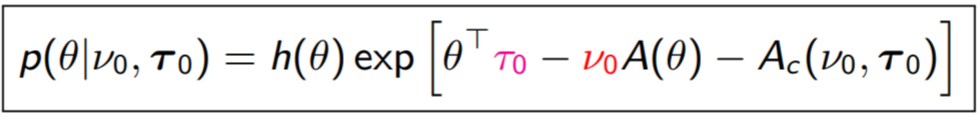 p(θ|ν₀, τ₀) = h(θ) exp [θ⊤τ₀ − ν₀A(θ) − A_c(ν₀, τ₀)]